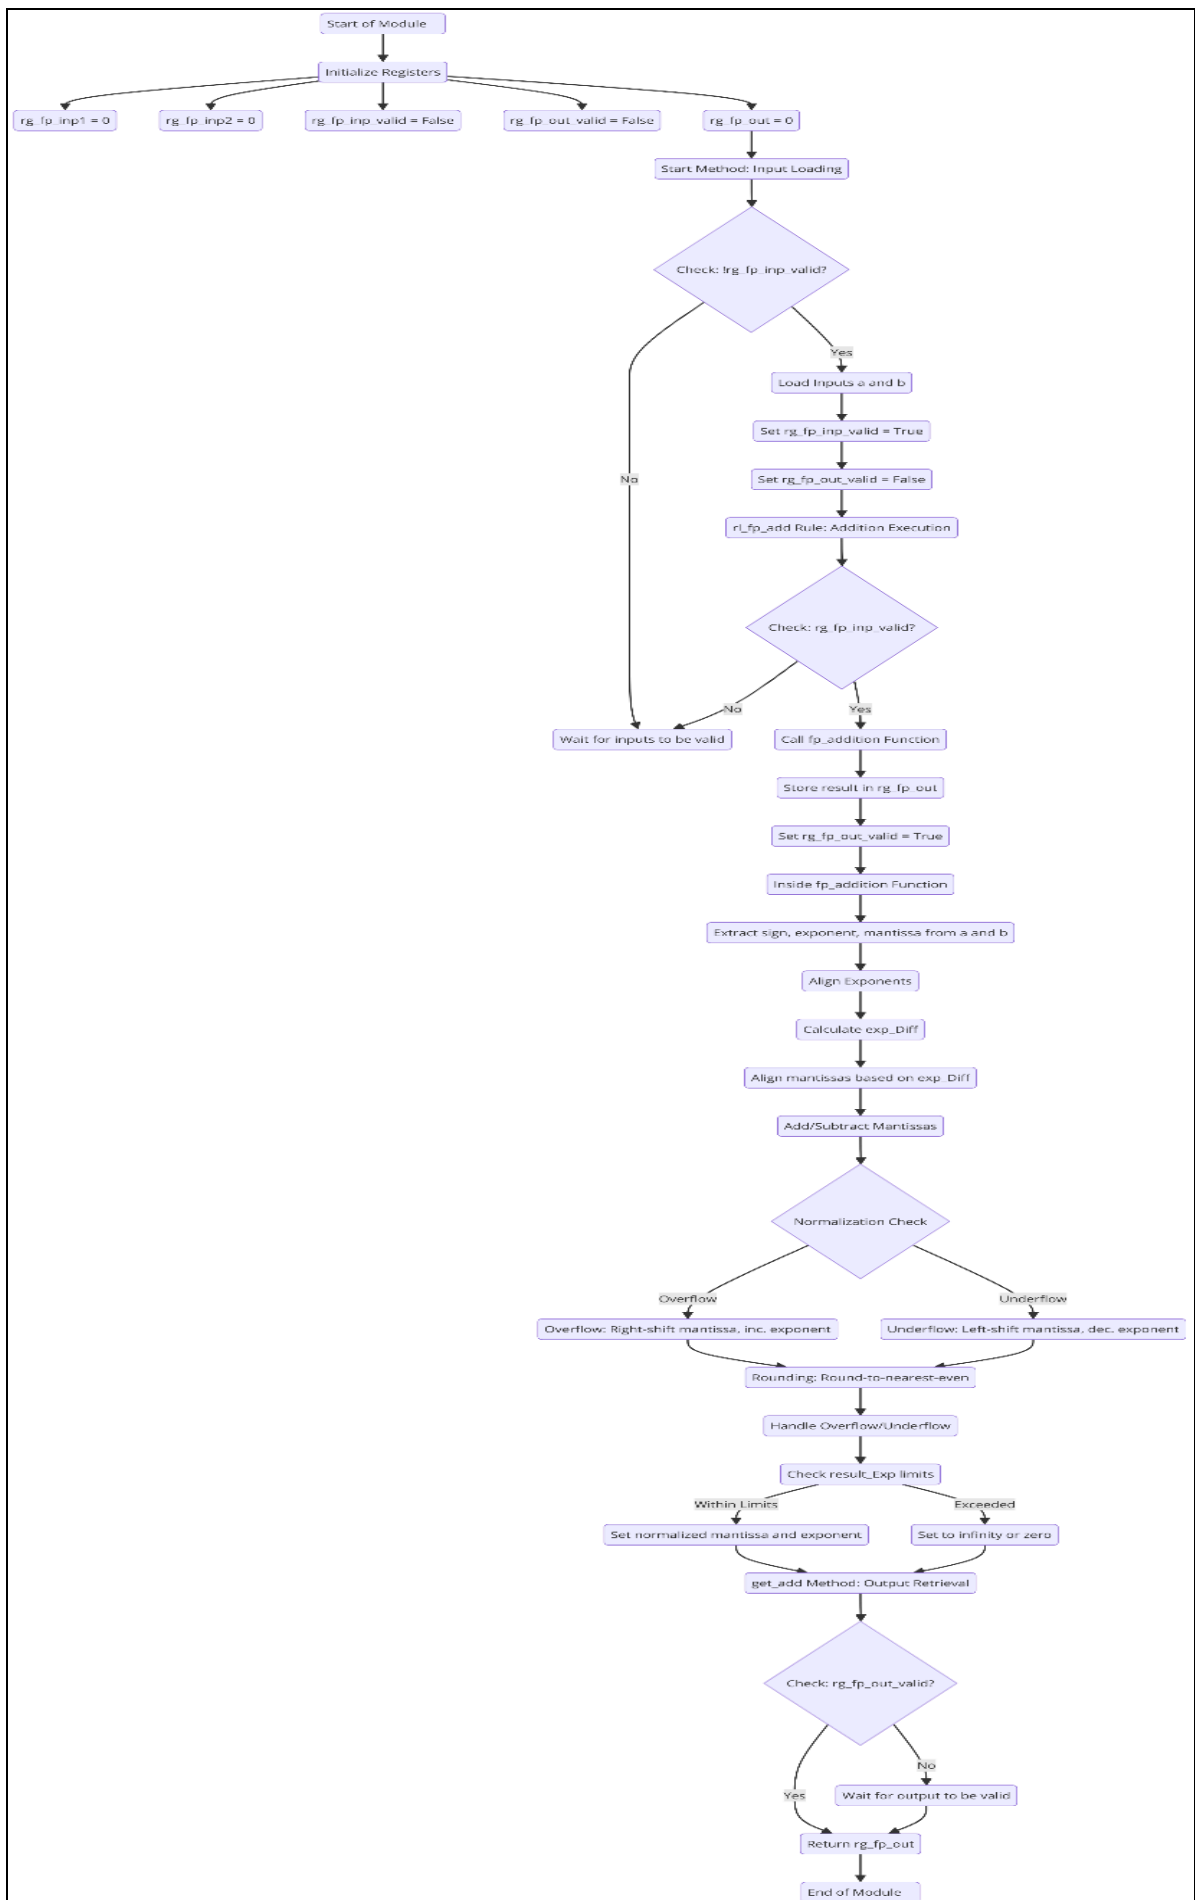 Start of Module
Initialize Registers
rg_fp_inp1 = 0
rg_fp_inp2 = 0
rg_fp_inp_valid = False
rg_fp_out_valid = False
rg_fp_out = 0
Start Method: Input Loading
Check: !rg_fp_inp_valid?
Yes
Load Inputs a and b
Set rg_fp_inp_valid = True
No
Set rg_fp_out_valid = False
rl_fp_add Rule: Addition Execution
Check: rg_fp_inp_valid?
No
Yes
Wait for inputs to be valid
Call fp_addition Function
Store result in rg_fp_out
Set rg_fp_out_valid = True
Inside fp_addition Function
Extract sign, exponent, mantissa from a and b
Align Exponents
Calculate exp_Diff
Align mantissas based on exp_Diff
Add/Subtract Mantissas
Normalization Check
Overflow
Underflow
Overflow: Right-shift mantissa, inc. exponent
Underflow: Left-shift mantissa, dec. exponent
Rounding: Round-to-nearest-even
Handle Overflow/Underflow
Check result_Exp limits
Within Limits
Exceeded
Set normalized mantissa and exponent
Set to infinity or zero
get_add Method: Output Retrieval
Check: rg_fp_out_valid?
No
Yes
Wait for output to be valid
Return rg_fp_out
End of Module